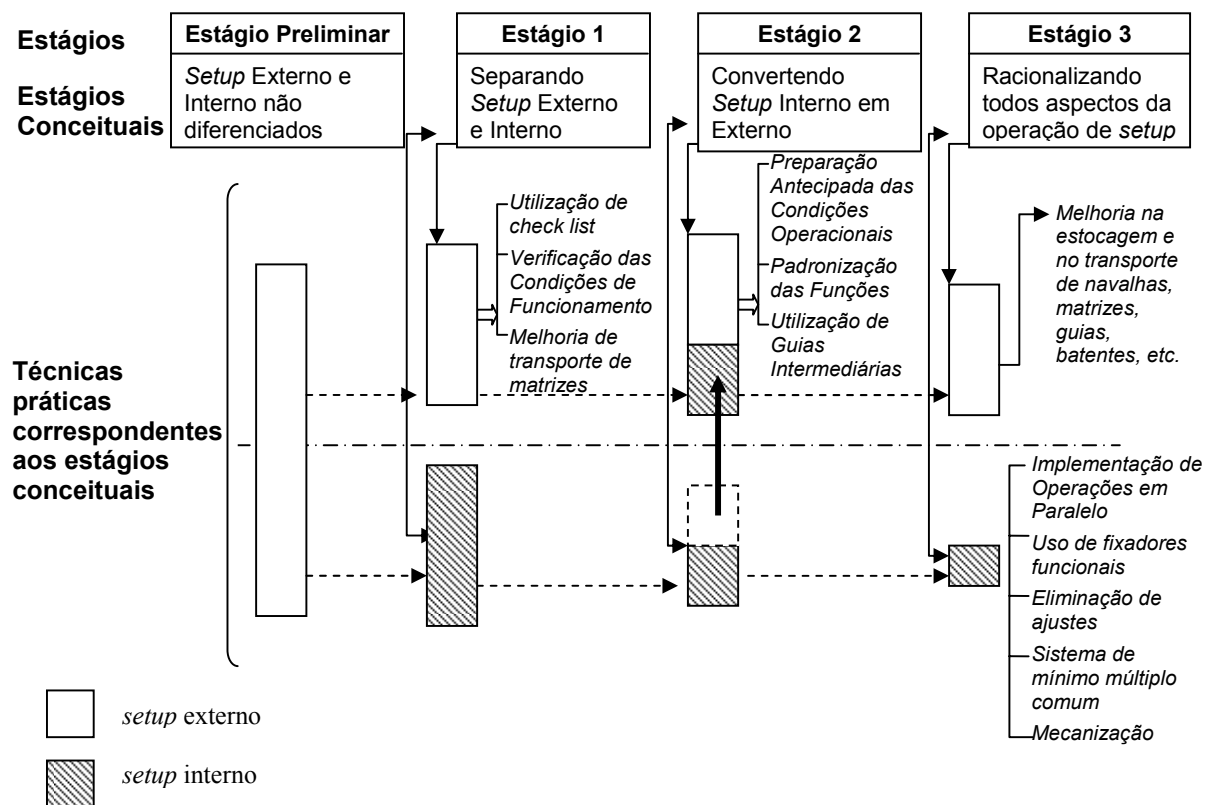 Estágios
Estágio Preliminar
Setup Externo e
Interno não
diferenciados
Estágio 1
Separando
Setup Externo
e Interno
Estágio 2
Convertendo
Setup Interno em
Externo
Estágio 3
Racionalizando
todos aspectos da
operação de setup
Estágios
Conceituais
Utilização de
check list
Verificação das
Condições de
Funcionamento
Melhoria de
transporte de
matrizes
Preparação
Antecipada das
Condições
Operacionais
Padronização
das Funções
Utilização de
Guias
Intermediárias
Melhoria na
estocagem e
no transporte
de navalhas,
matrizes,
guias,
batentes, etc.
Técnicas
práticas
correspondentes
aos estágios
conceituais
Implementação de
Operações em
Paralelo
Uso de fixadores
funcionais
Eliminação de
ajustes
Sistema de
mínimo múltiplo
comum
Mecanização
setup externo
setup interno